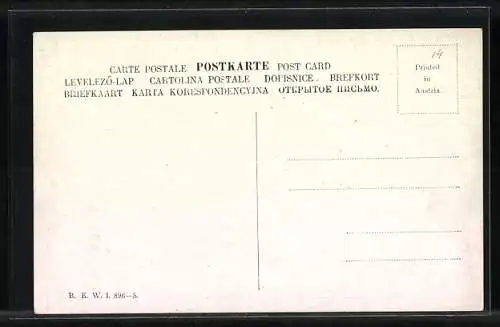 CARTE POSTALE POSTKARTE POST CARD
LEVELEZŐ-LAP CARTOLINA POSTALE DOPISNICE. BREFKORT
BRIEFKAART KARTA KORESPONDENCYJNA ОТКРЫТОЕ ПИСЬМО.
14
Printed
in
Austria
B. K. W. I. 896-5.